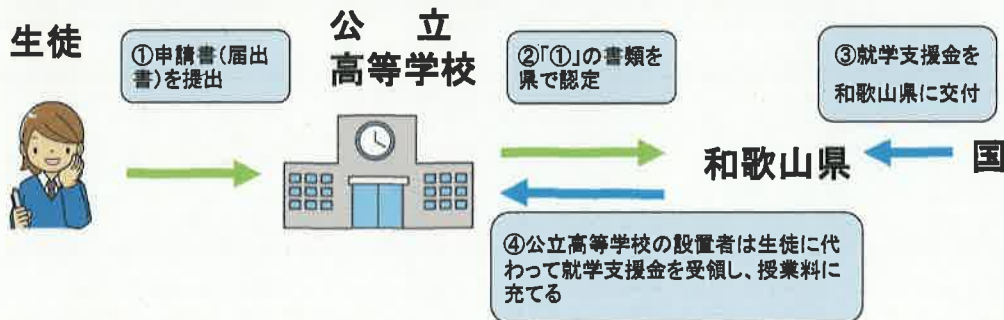 生徒
①申請書(届出
書)を提出
公 立
高等学校
②「①」の書類を
県で認定
③就学支援金を
和歌山県に交付
和歌山県
国
④公立高等学校の設置者は生徒に代
わって就学支援金を受領し、授業料に
充てる